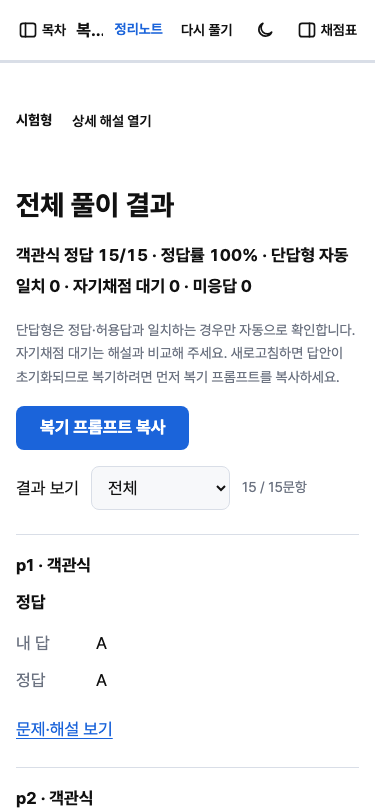 목차 복... 정리노트 다시 풀기 채점표
시험형 상세 해설 열기
전체 풀이 결과
객관식 정답 15/15 · 정답률 100% · 단답형 자동
일치 0 · 자기채점 대기 0 · 미응답 0
단답형은 정답·허용답과 일치하는 경우만 자동으로 확인합니다.
자기채점 대기는 해설과 비교해 주세요. 새로고침하면 답안이
초기화되므로 복기하려면 먼저 복기 프롬프트를 복사하세요.
복기 프롬프트 복사
결과 보기 전체 15 / 15문항
p1 · 객관식
정답
내 답 A
정답 A
문제·해설 보기
p2 · 객관식